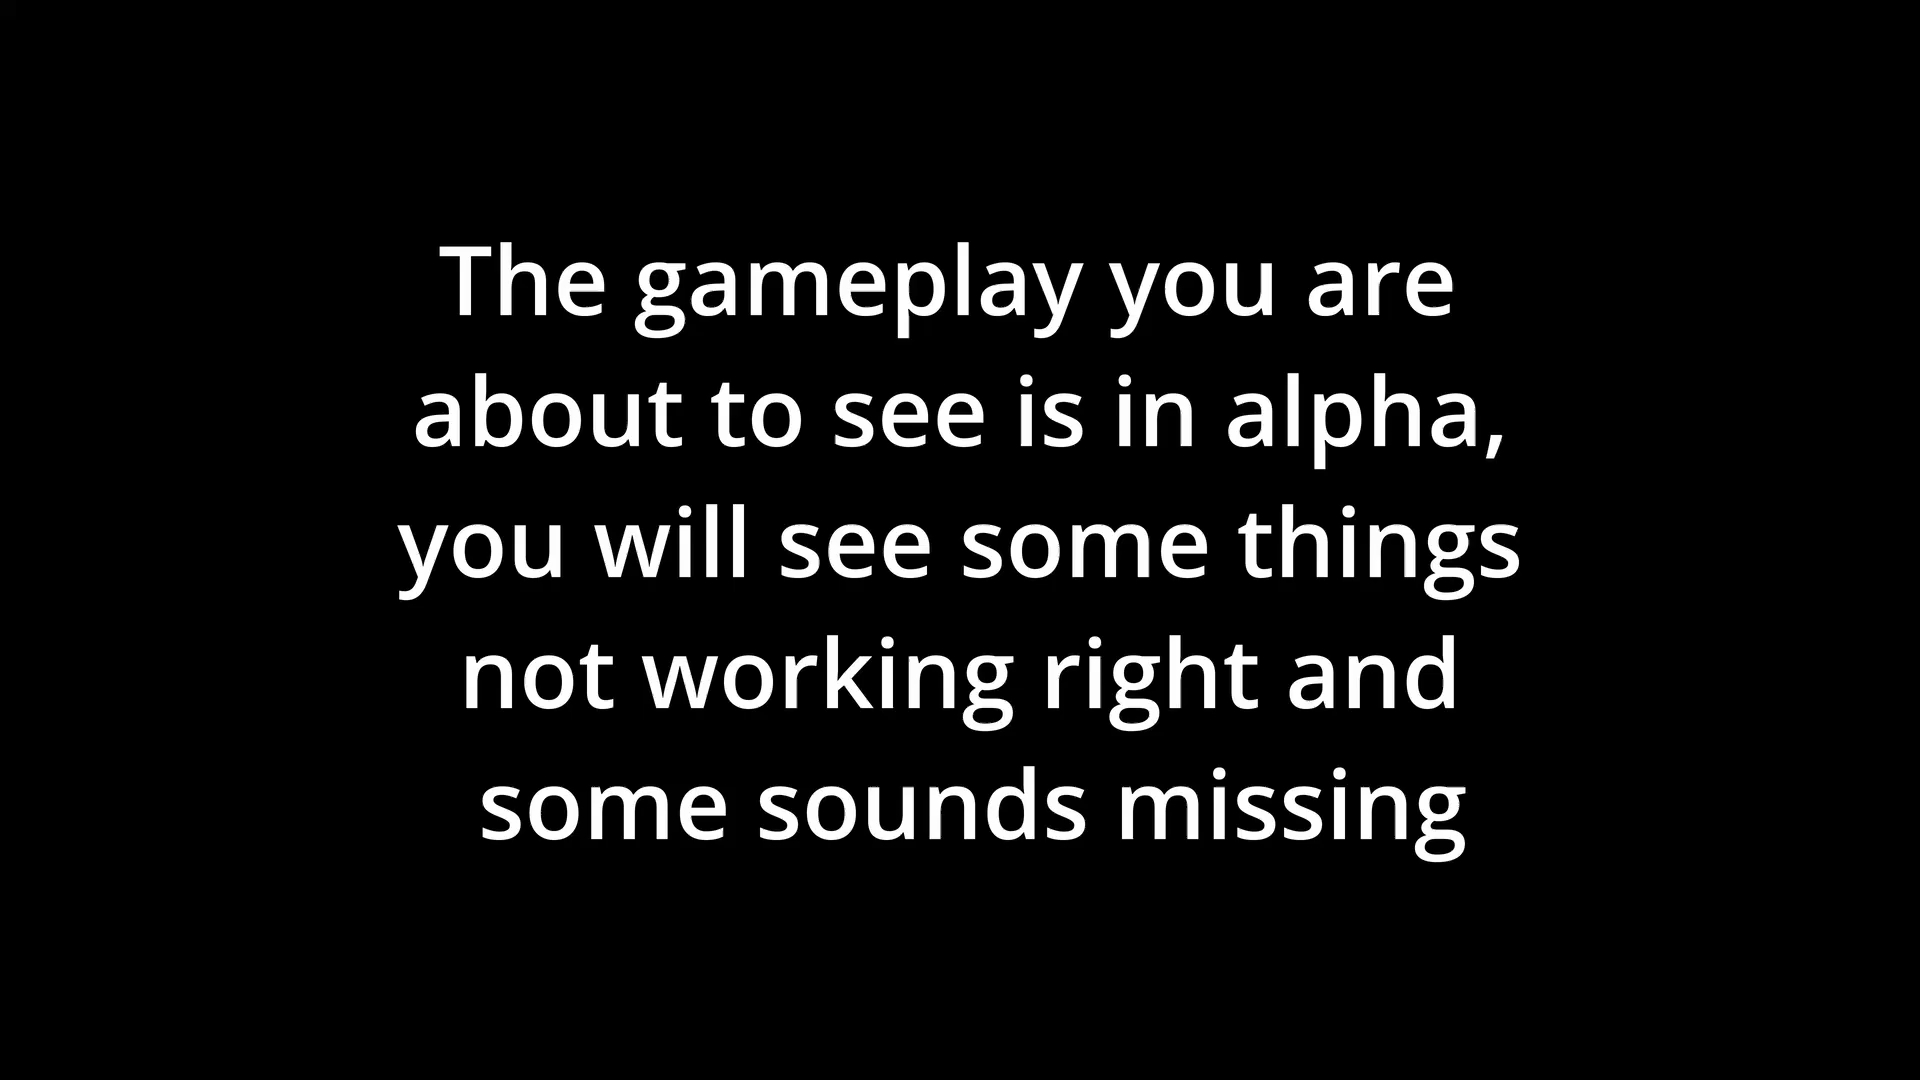 The gameplay you are
about to see is in alpha,
you will see some things
not working right and
some sounds missing